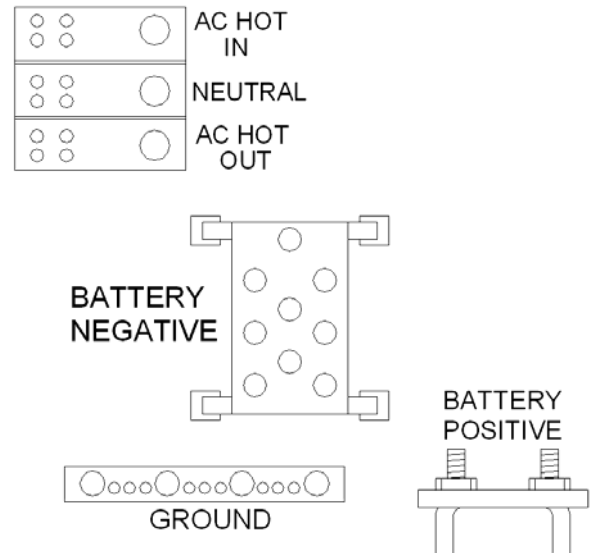 AC HOT
IN
NEUTRAL
AC HOT
OUT
BATTERY
NEGATIVE
BATTERY
POSITIVE
GROUND